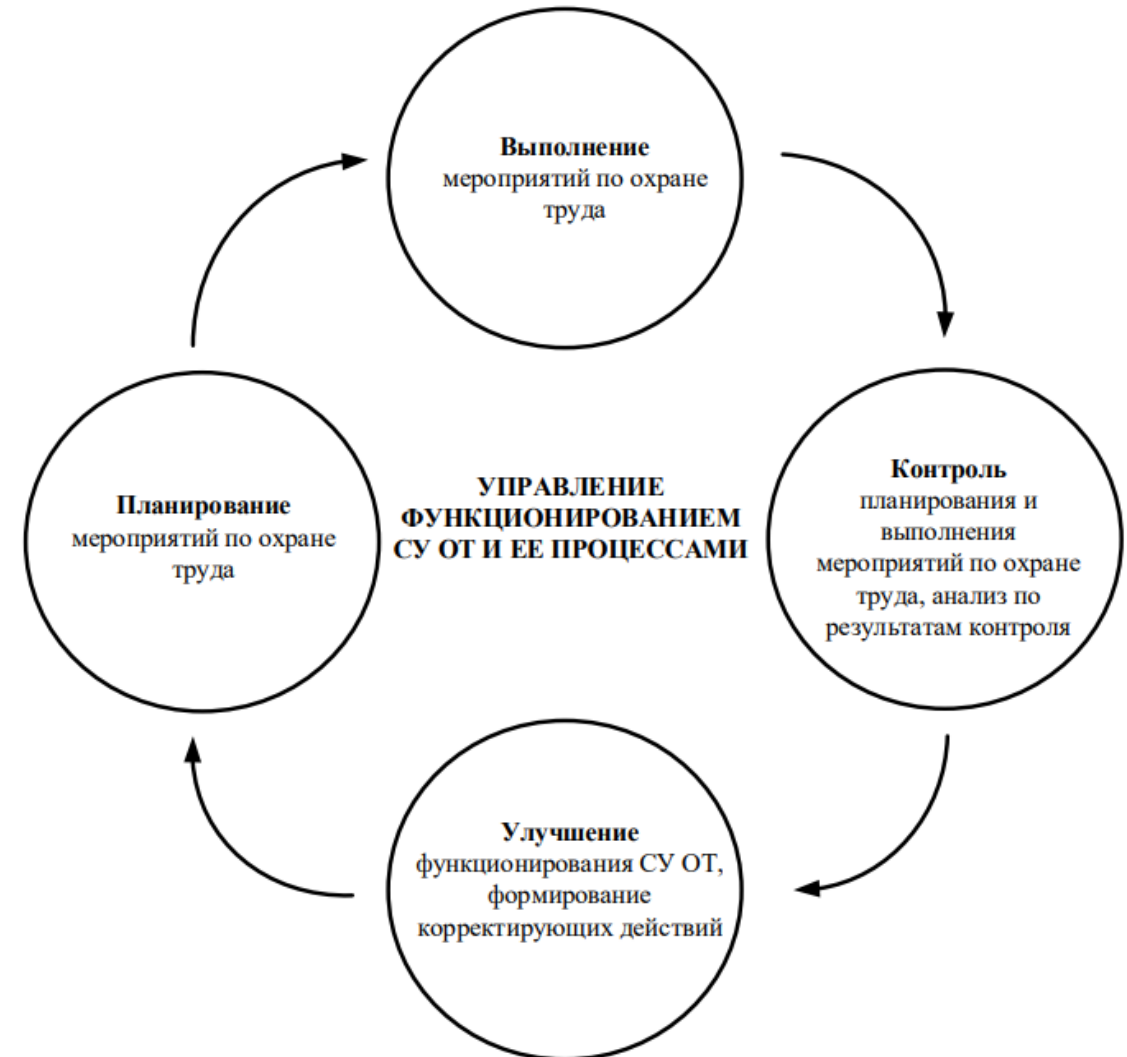 Выполнение
мероприятий по охране
труда
Планирование
мероприятий по охране
труда
УПРАВЛЕНИЕ
ФУНКЦИОНИРОВАНИЕМ
СУ ОТ И ЕЕ ПРОЦЕССАМИ
Контроль
планирования и
выполнения
мероприятий по охране
труда, анализ по
результатам контроля
Улучшение
функционирования СУ ОТ,
формирование
корректирующих действий